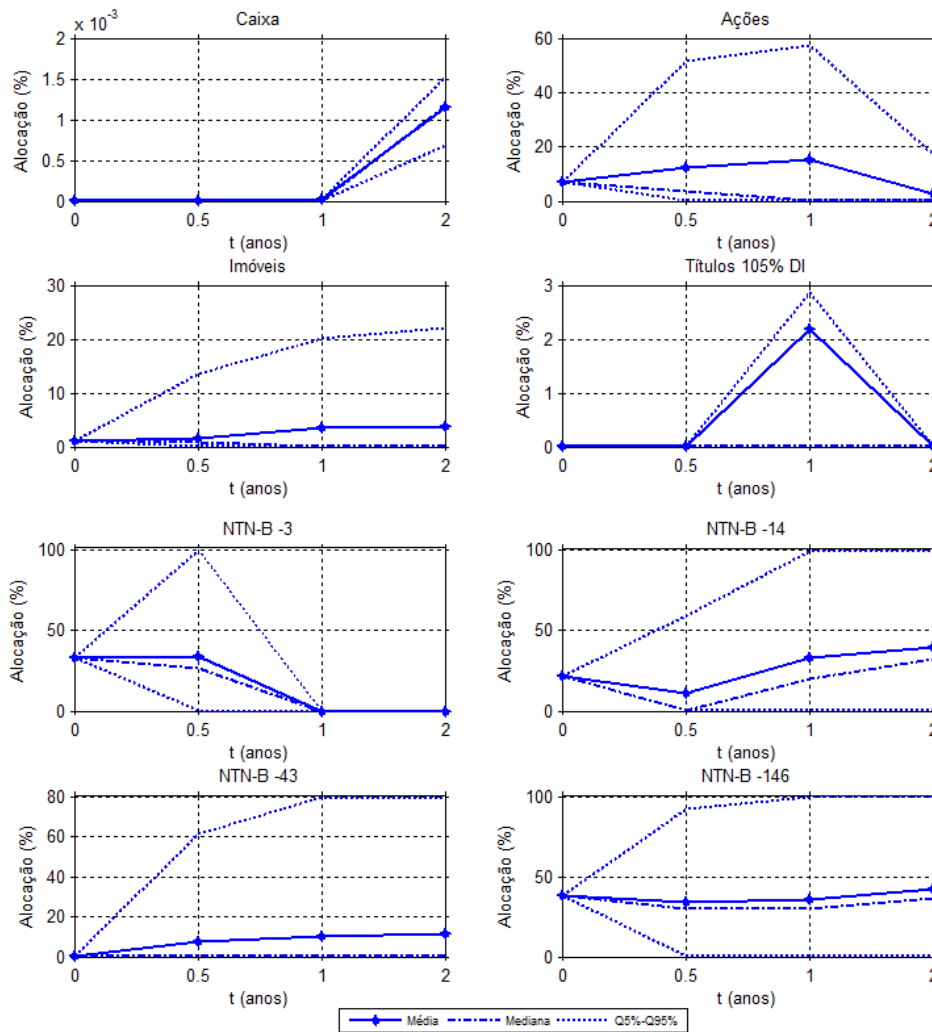 Caixa
x 10^-3
2
1.5
1
0.5
0
Alocação (%)
0 0.5 1 2
t (anos)
Ações
60
40
20
0
Alocação (%)
0 0.5 1 2
t (anos)
Imóveis
30
20
10
0
Alocação (%)
0 0.5 1 2
t (anos)
Títulos 105% DI
3
2
1
0
Alocação (%)
0 0.5 1 2
t (anos)
NTN-B -3
100
50
0
Alocação (%)
0 0.5 1 2
t (anos)
NTN-B -14
100
50
0
Alocação (%)
0 0.5 1 2
t (anos)
NTN-B -43
80
60
40
20
0
Alocação (%)
0 0.5 1 2
t (anos)
NTN-B -146
100
50
0
Alocação (%)
0 0.5 1 2
t (anos)
Média Mediana Q5%-Q95%